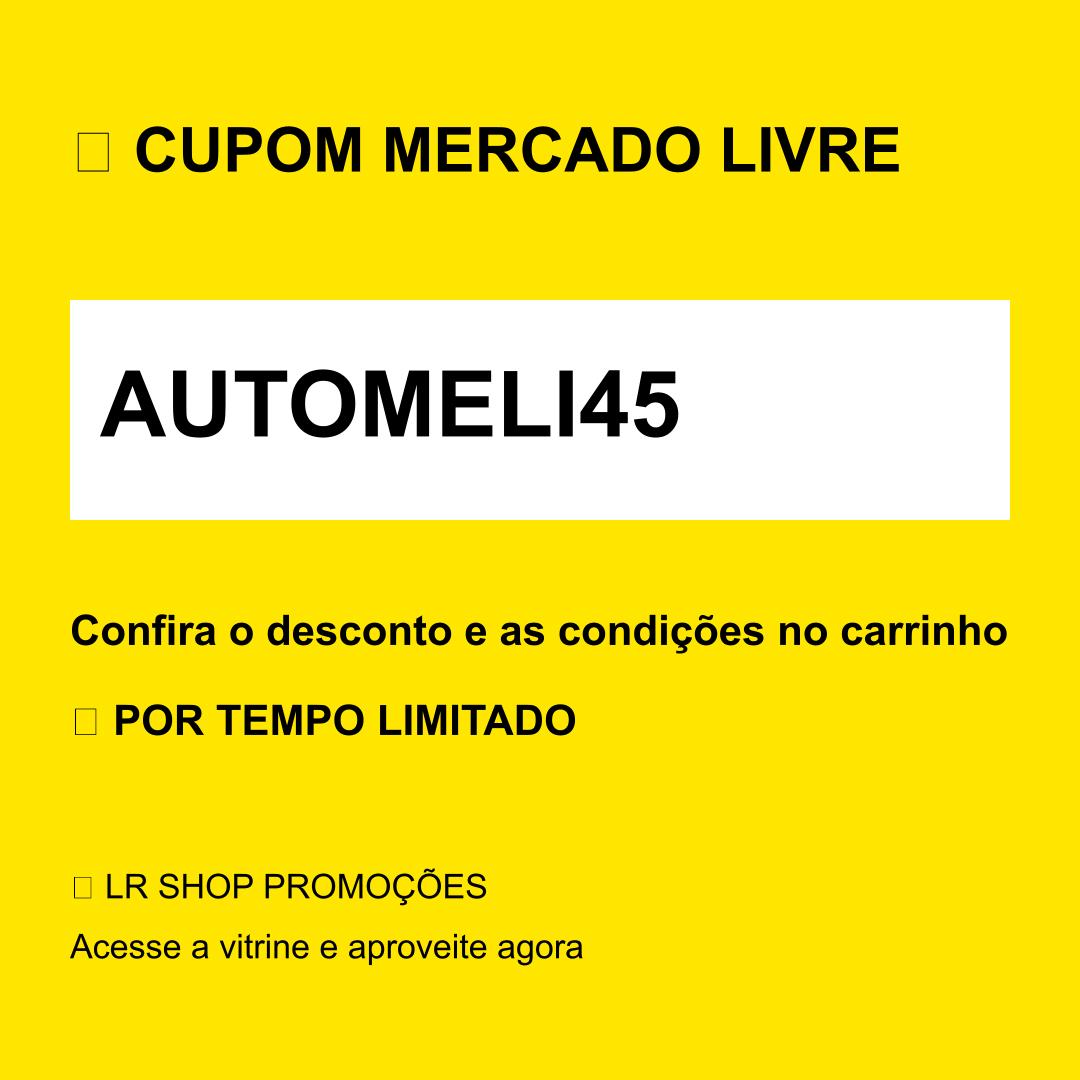 CUPOM MERCADO LIVRE
AUTOMELI45
Confira o desconto e as condições no carrinho
POR TEMPO LIMITADO
LR SHOP PROMOÇÕES
Acesse a vitrine e aproveite agora